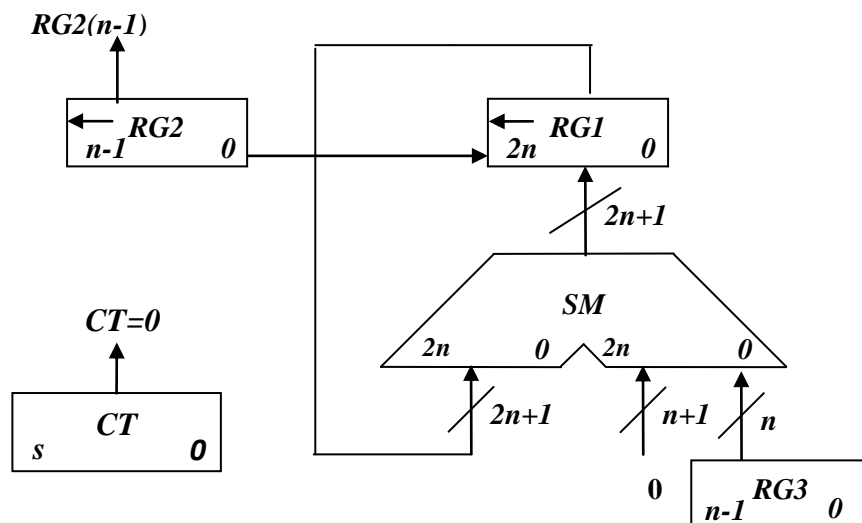 RG2(n-1)
RG2
n-1 0
RG1
2n 0
2n+1
SM
2n 0 2n 0
CT=0
CT
s 0
2n+1 n+1 n
0
RG3
n-1 0